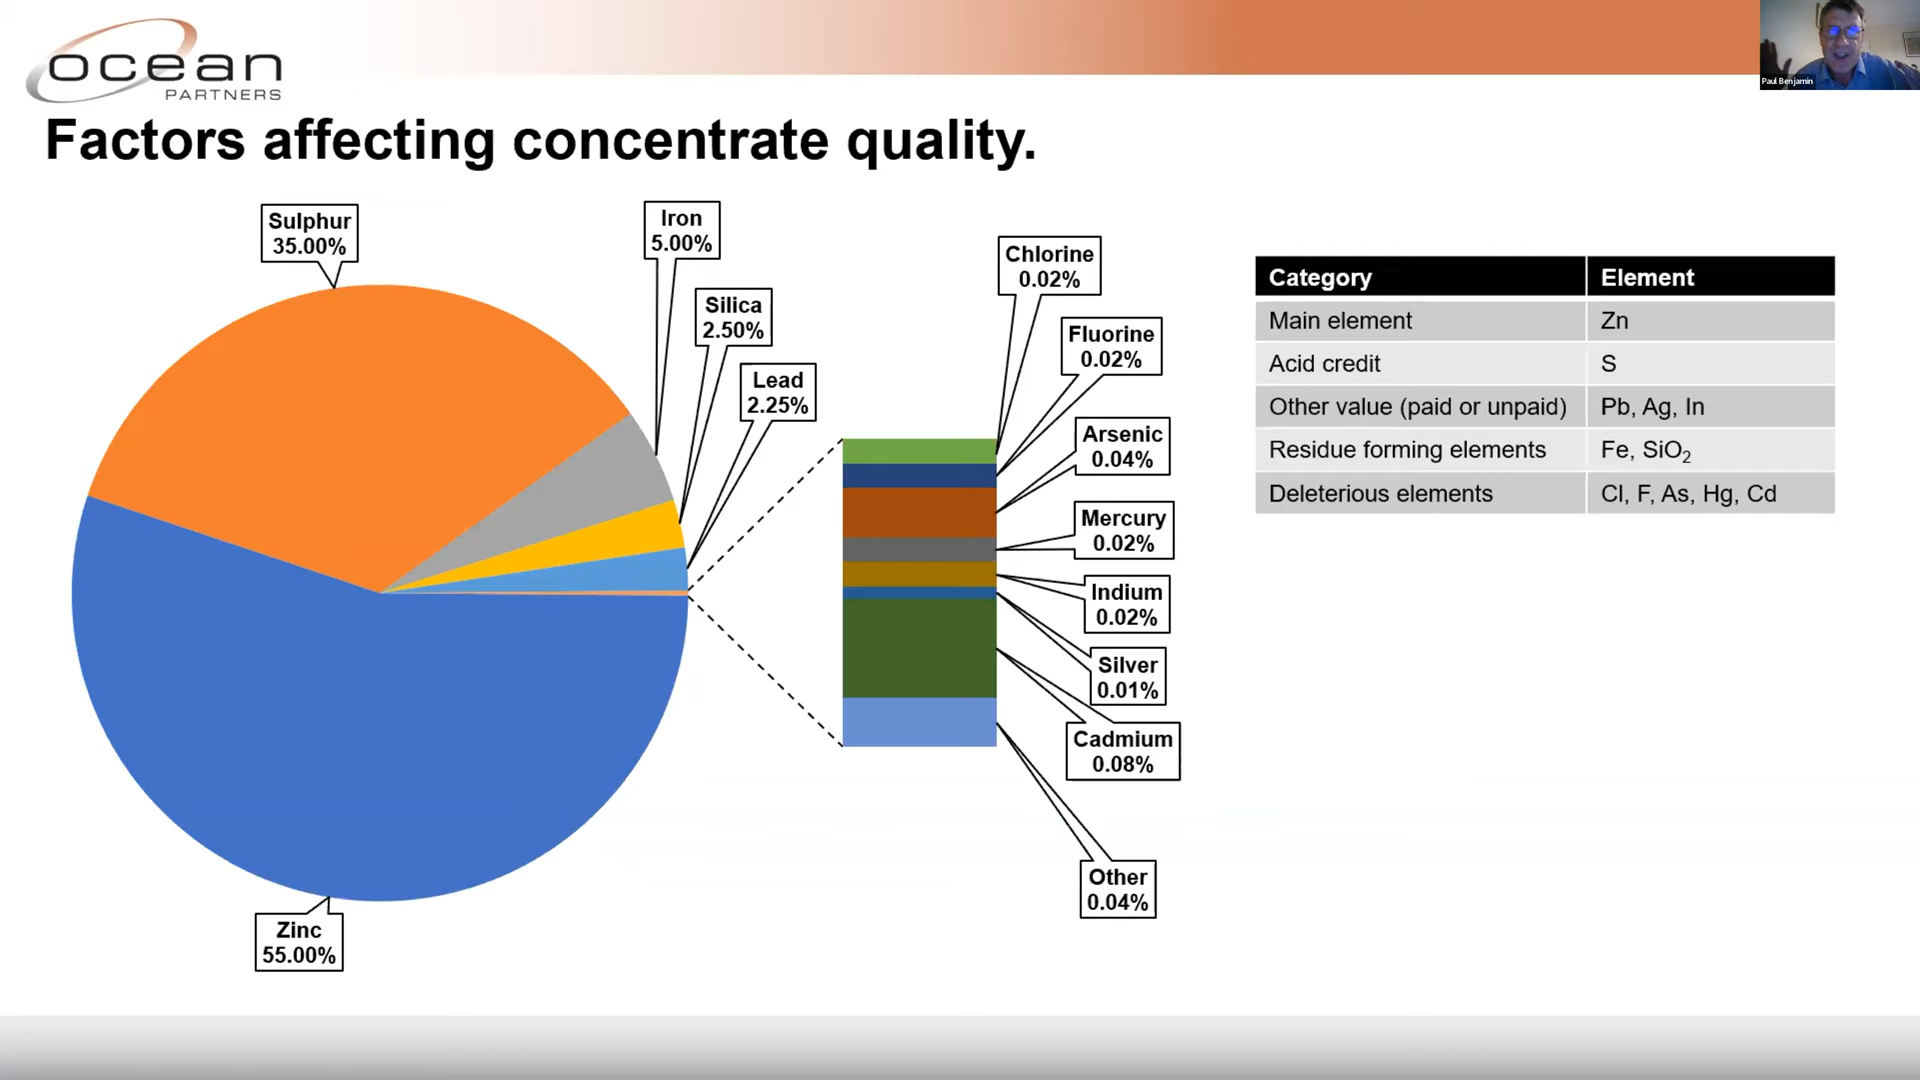 ocean
PARTNERS
Paul Benjamin
Factors affecting concentrate quality.
Sulphur
35.00%
Iron
5.00%
Silica
2.50%
Lead
2.25%
Zinc
55.00%
Chlorine
0.02%
Fluorine
0.02%
Arsenic
0.04%
Mercury
0.02%
Indium
0.02%
Silver
0.01%
Cadmium
0.08%
Other
0.04%
Category Element
Main element Zn
Acid credit S
Other value (paid or unpaid) Pb, Ag, In
Residue forming elements Fe, SiO₂
Deleterious elements Cl, F, As, Hg, Cd